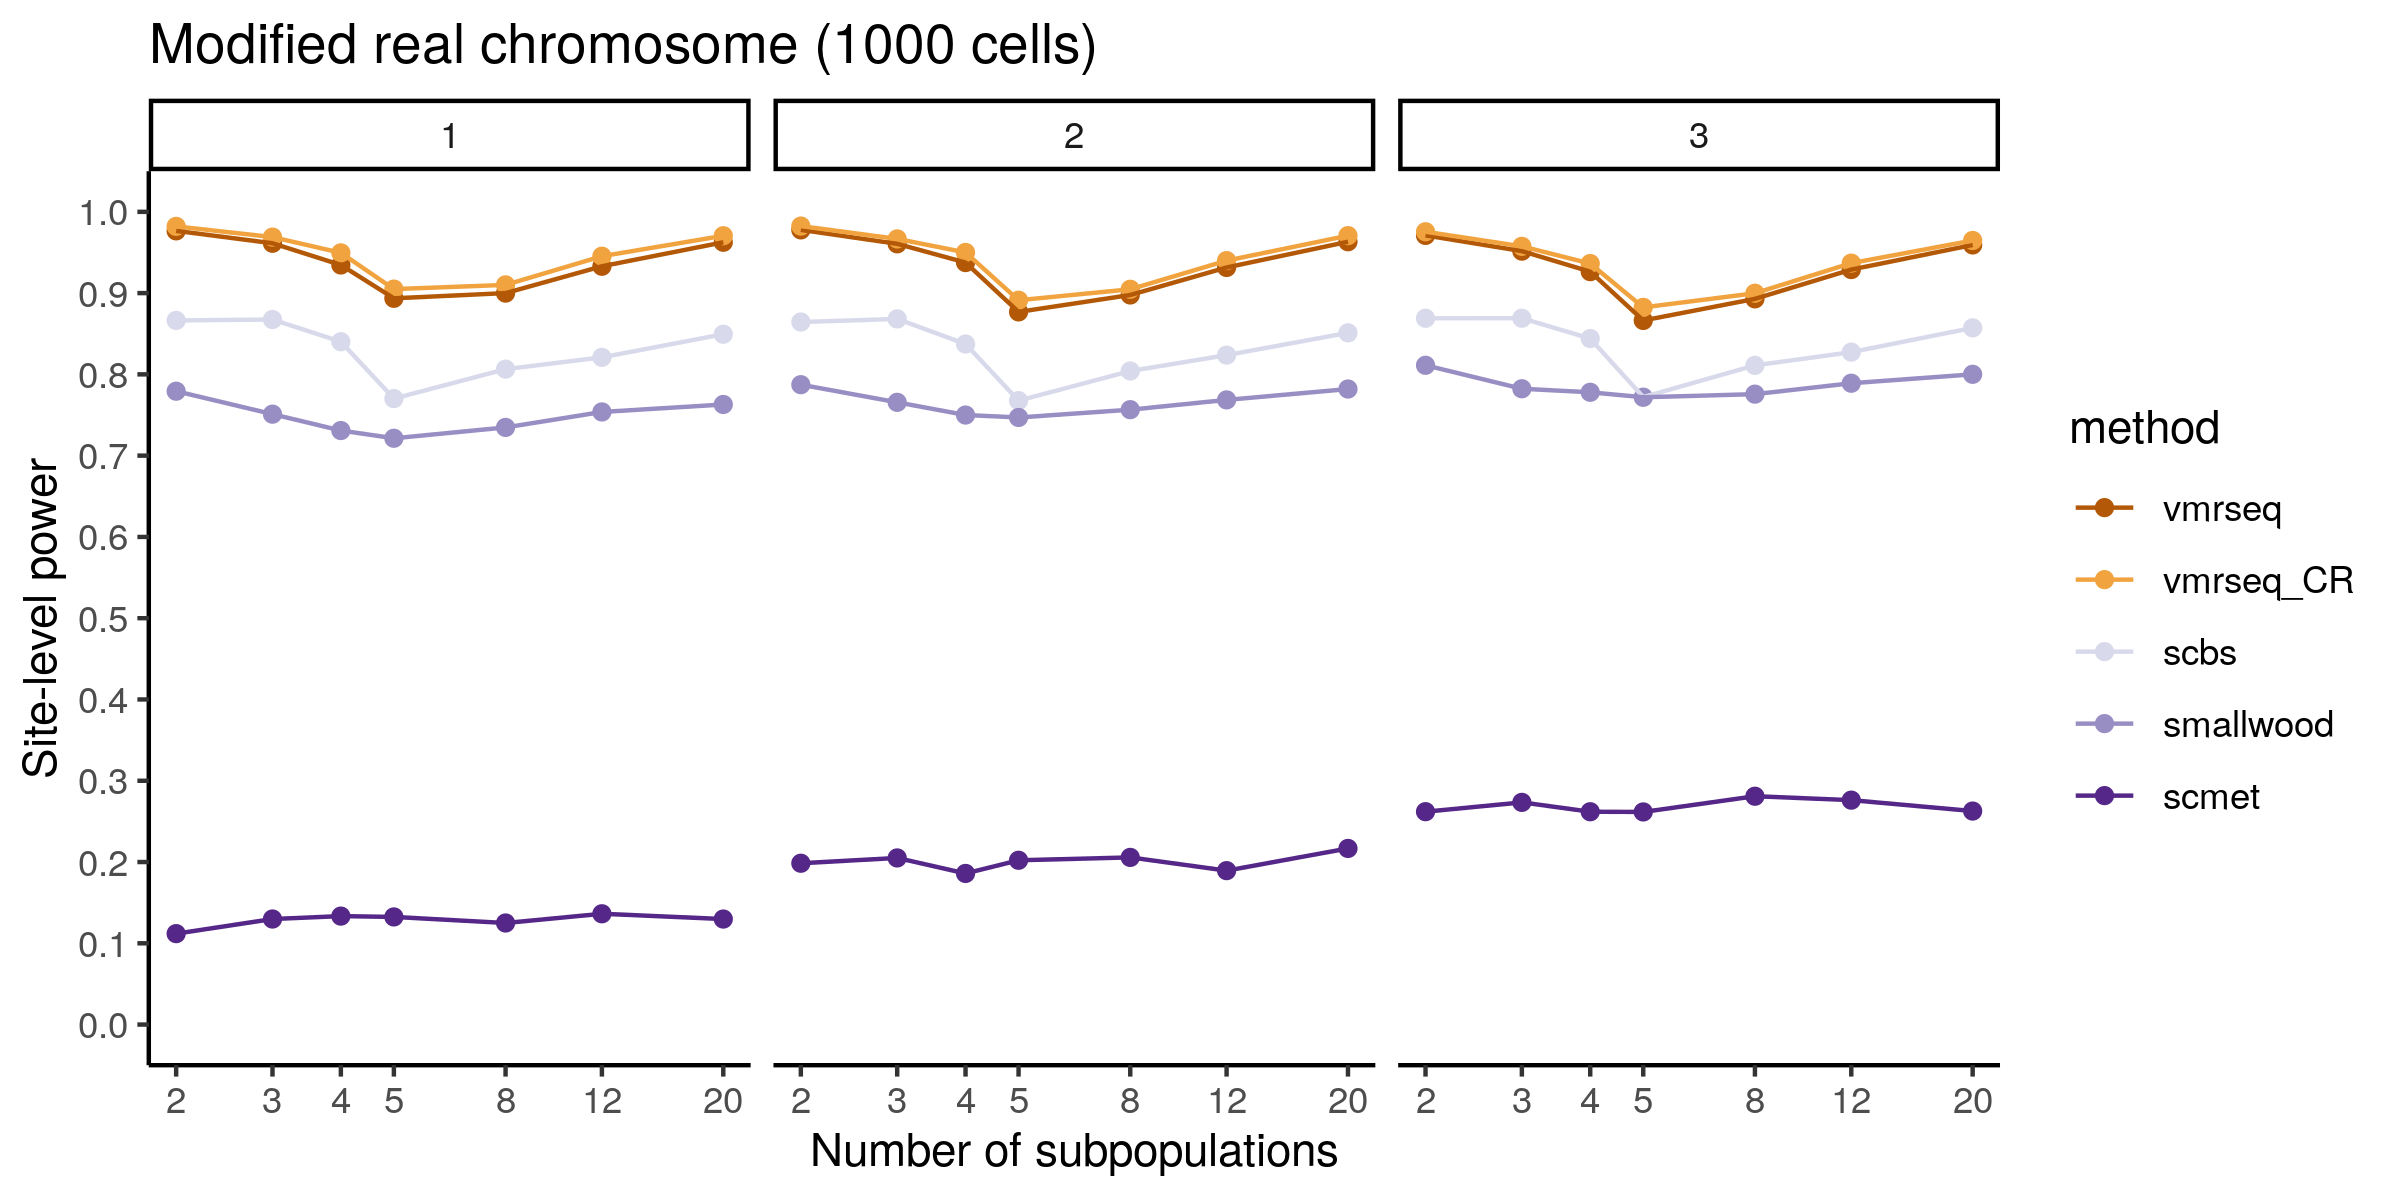 Modified real chromosome (1000 cells)
1 2 3
1.0
0.9
0.8
0.7
0.6
0.5
0.4
0.3
0.2
0.1
0.0
Site-level power
2 3 4 5 8 12 20 2 3 4 5 8 12 20 2 3 4 5 8 12 20
Number of subpopulations
method
vmrseq
vmrseq_CR
scbs
smallwood
scmet